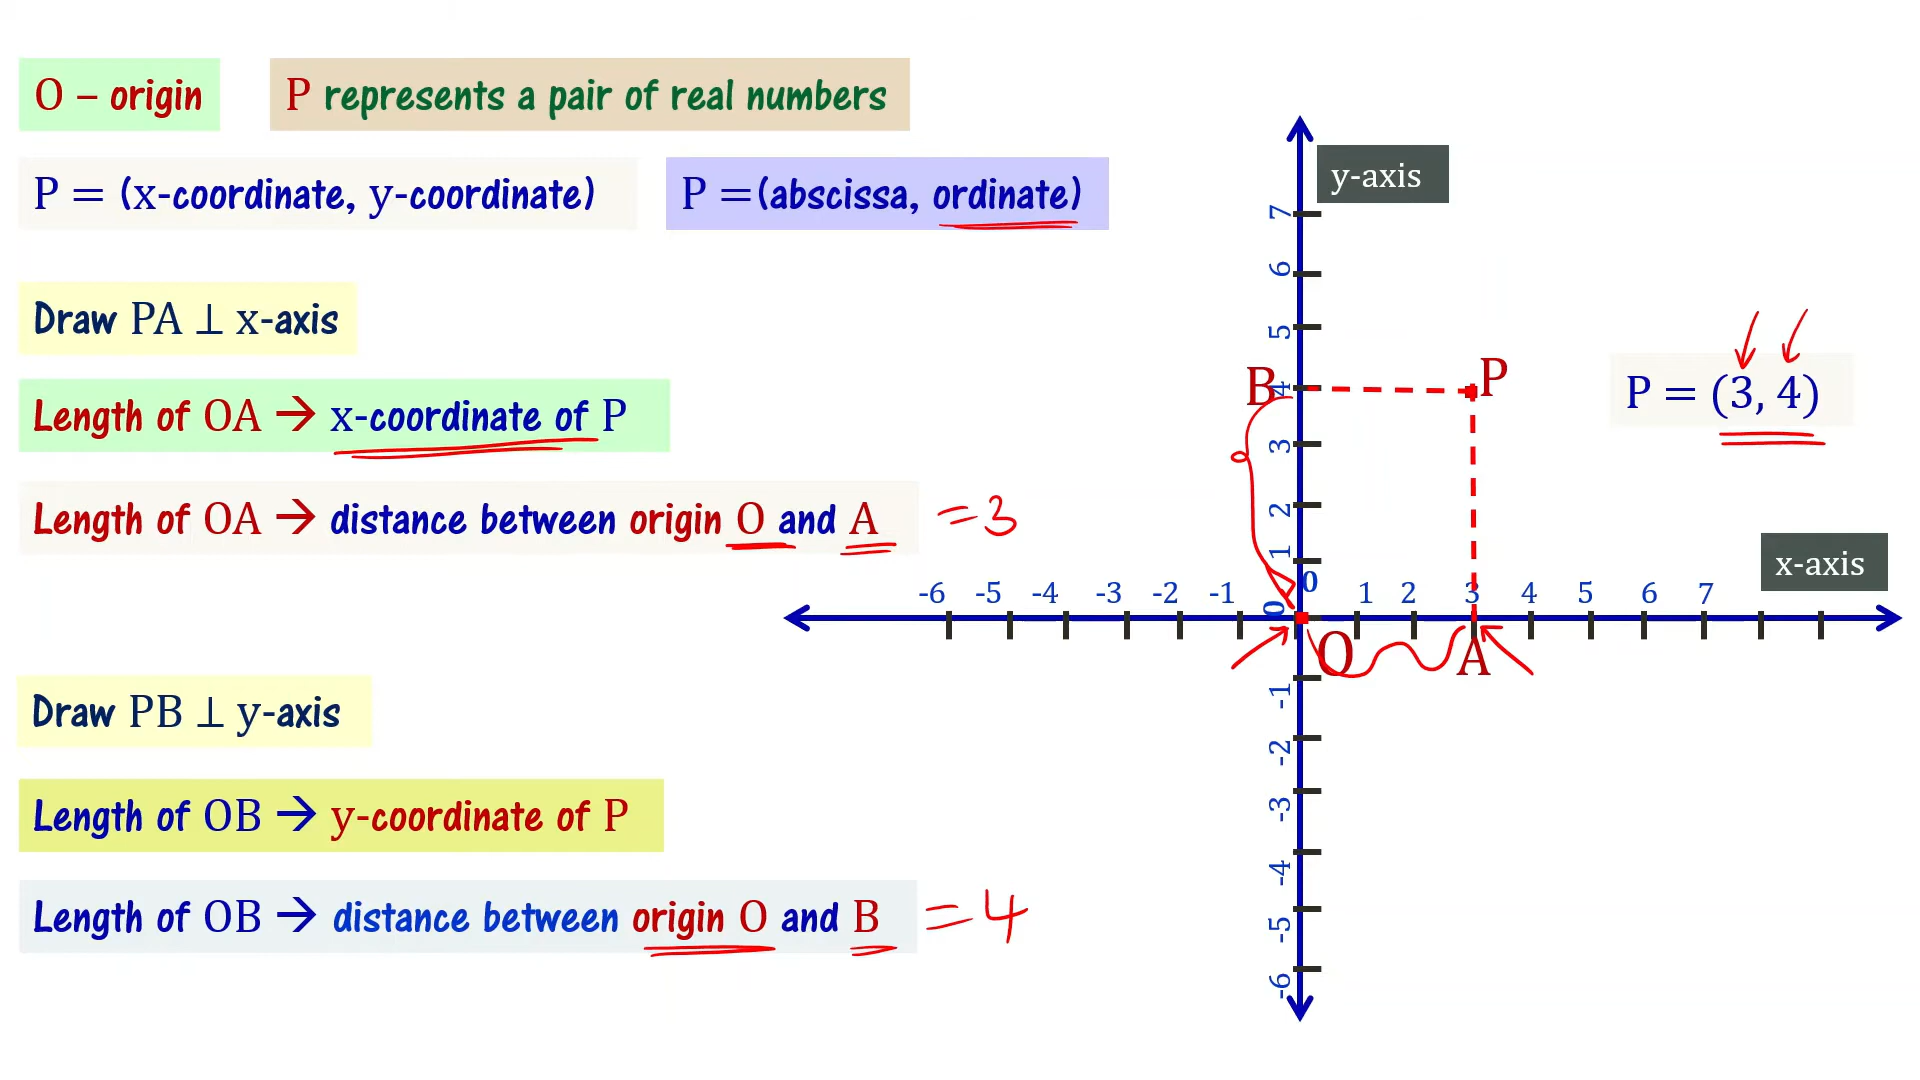 O – origin
P represents a pair of real numbers
P = (x-coordinate, y-coordinate)
P =(abscissa, ordinate)
Draw PA ⊥ x-axis
Length of OA → x-coordinate of P
Length of OA → distance between origin O and A =3
Draw PB ⊥ y-axis
Length of OB → y-coordinate of P
Length of OB → distance between origin O and B =4
y-axis
7
6
5
4
3
2
1
0
-1
-2
-3
-4
-5
-6
B
P
P = (3, 4)
x-axis
-6 -5 -4 -3 -2 -1 0 1 2 3 4 5 6 7
O A